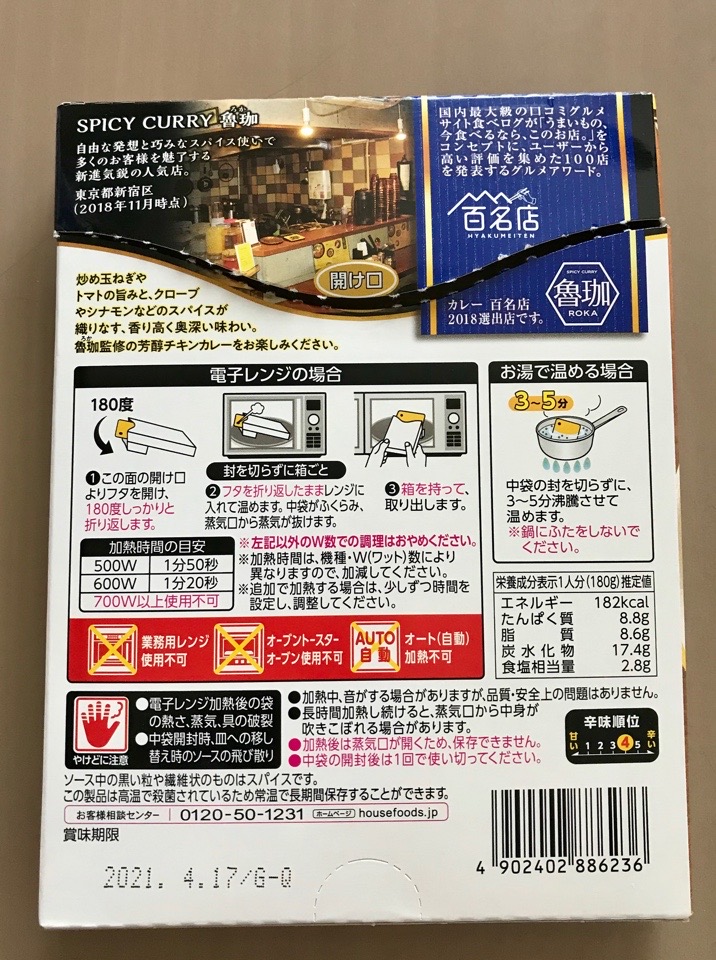 SPICY CURRY 魯珈
ろか
自由な発想と巧みなスパイス使いで
多くのお客様を魅了する
新進気鋭の人気店。
東京都新宿区
(2018年11月時点)
国内最大級の口コミグルメ
サイト食べログが「うまいもの、
今食べるなら、このお店。」を
コンセプトに、ユーザーから
高い評価を集めた100店
を発表するグルメアワード。
百名店
HYAKUMEITEN
カレー 百名店
2018選出店です。
SPICY CURRY
魯珈
ROKA
開け口
炒め玉ねぎや
トマトの旨みと、クローブ
やシナモンなどのスパイスが
織りなす、香り高く奥深い味わい。
ろか
魯珈監修の芳醇チキンカレーをお楽しみください。
電子レンジの場合
180度
❶この面の開け口
よりフタを開け、
180度しっかりと
折り返します。
封を切らずに箱ごと
❷フタを折り返したままレンジに
入れて温めます。中袋がふくらみ、
蒸気口から蒸気が抜けます。
❸箱を持って、
取り出します。
加熱時間の目安
500W 1分50秒
600W 1分20秒
700W以上使用不可
※左記以外のW数での調理はおやめください。
※加熱時間は、機種・W(ワット)数により
異なりますので、加減してください。
※追加で加熱する場合は、少しずつ時間を
設定し、調整してください。
お湯で温める場合
3~5分
中袋の封を切らずに、
3~5分沸騰させて
温めます。
※鍋にふたをしないで
ください。
業務用レンジ
使用不可
オーブントースター
オーブン使用不可
AUTO
自動
オート(自動)
加熱不可
栄養成分表示1人分(180g)推定値
エネルギー 182kcal
たんぱく質 8.8g
脂質 8.6g
炭水化物 17.4g
食塩相当量 2.8g
やけどに注意
●電子レンジ加熱後の袋
の熱さ、蒸気、具の破裂
●中袋開封時、皿への移し
替え時のソースの飛び散り
●加熱中、音がする場合がありますが、品質・安全上の問題はありません。
●長時間加熱し続けると、蒸気口から中身が
吹きこぼれる場合があります。
●加熱後は蒸気口が開くため、保存できません。
●中袋の開封後は1回で使い切ってください。
辛味順位
甘い 1 2 3 4 5 辛い
ソース中の黒い粒や繊維状のものはスパイスです。
この製品は高温で殺菌されているため常温で長期間保存することができます。
お客様相談センター 0120-50-1231 ホームページ housefoods.jp
賞味期限
2021. 4.17/G-Q
4 902402 886236